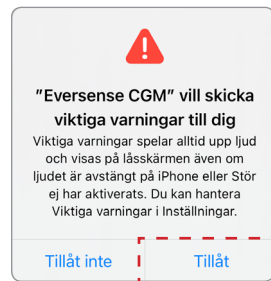 "Eversense CGM" vill skicka
viktiga varningar till dig
Viktiga varningar spelar alltid upp ljud
och visas på låsskärmen även om
ljudet är avstängt på iPhone eller Stör
ej har aktiverats. Du kan hantera
Viktiga varningar i Inställningar.
Tillåt inte
Tillåt